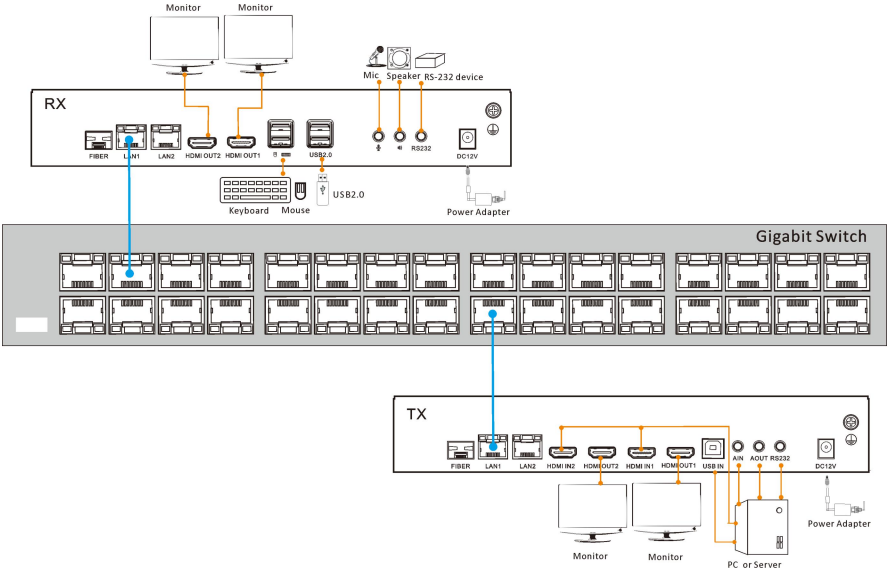 Monitor Monitor
Mic Speaker RS-232 device
RX
FIBER LAN1 LAN2 HDMI OUT2 HDMI OUT1 USB2.0 RS232 DC12V
USB2.0
Keyboard Mouse Power Adapter
Gigabit Switch
TX
FIBER LAN1 LAN2 HDMI IN2 HDMI OUT2 HDMI IN1 HDMI OUT1 USB IN AIN AOUT RS232 DC12V
Power Adapter
Monitor Monitor
PC or Server